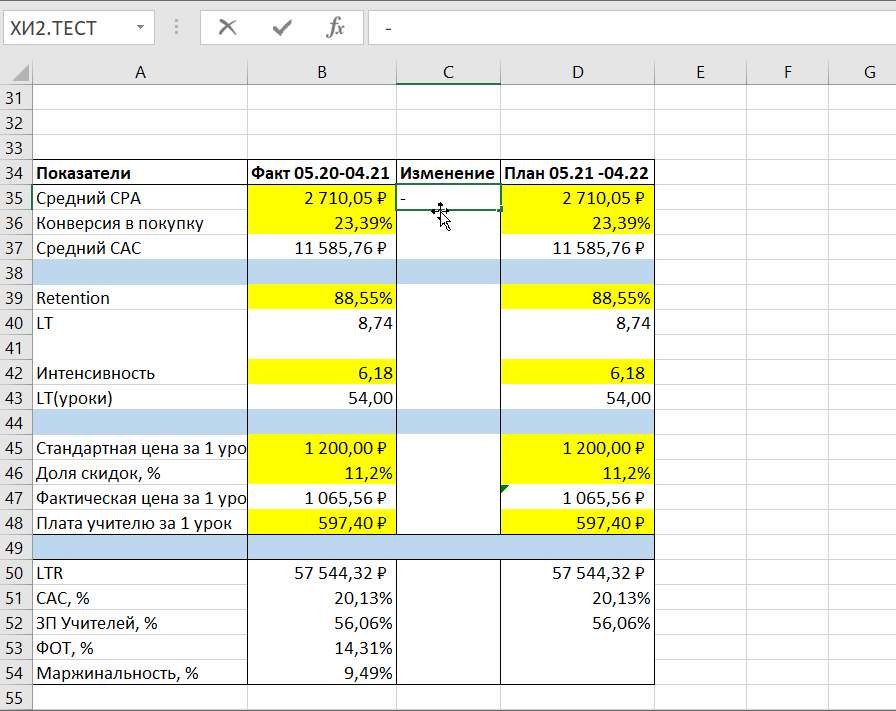 ХИ2.ТЕСТ fx -
A B C D E F G
31
32
33
34 Показатели Факт 05.20-04.21 Изменение План 05.21 -04.22
35 Средний CPA 2 710,05 ₽ - 2 710,05 ₽
36 Конверсия в покупку 23,39% 23,39%
37 Средний CAC 11 585,76 ₽ 11 585,76 ₽
38
39 Retention 88,55% 88,55%
40 LT 8,74 8,74
41
42 Интенсивность 6,18 6,18
43 LT(уроки) 54,00 54,00
44
45 Стандартная цена за 1 уро 1 200,00 ₽ 1 200,00 ₽
46 Доля скидок, % 11,2% 11,2%
47 Фактическая цена за 1 уро 1 065,56 ₽ 1 065,56 ₽
48 Плата учителю за 1 урок 597,40 ₽ 597,40 ₽
49
50 LTR 57 544,32 ₽ 57 544,32 ₽
51 CAC, % 20,13% 20,13%
52 ЗП Учителей, % 56,06% 56,06%
53 ФОТ, % 14,31%
54 Маржинальность, % 9,49%
55